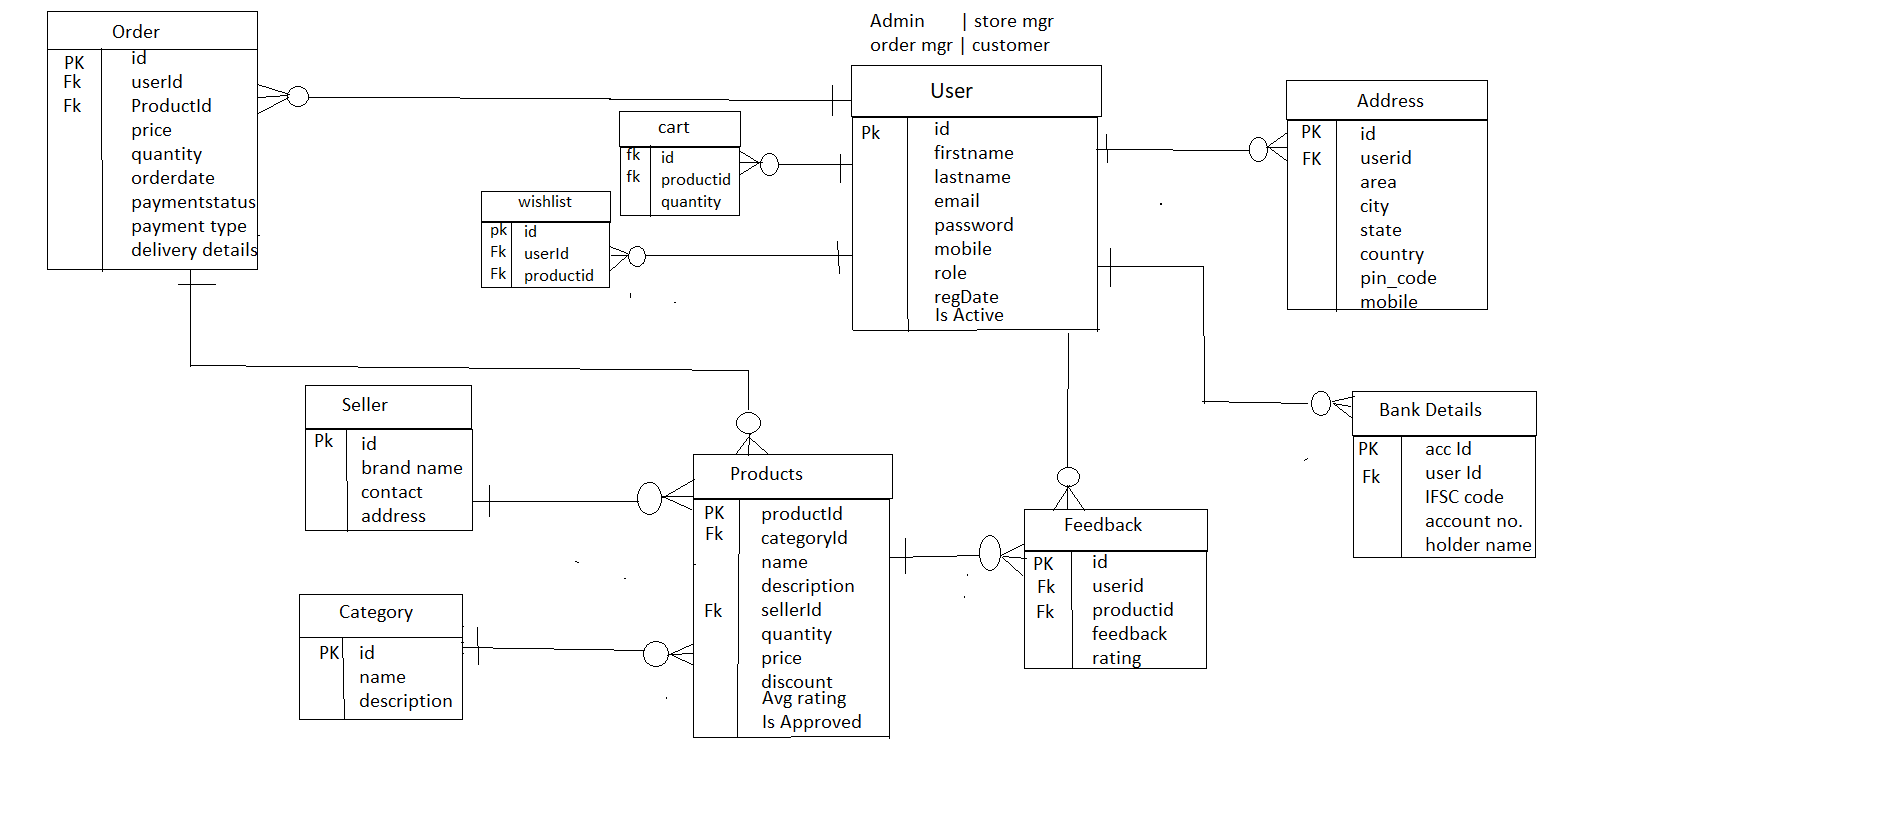 Admin | store mgr
order mgr | customer
Order
PK id
Fk userId
Fk ProductId
price
quantity
orderdate
paymentstatus
payment type
delivery details
cart
fk id
fk productid
quantity
wishlist
pk id
Fk userId
Fk productid
User
Pk id
firstname
lastname
email
password
mobile
role
regDate
Is Active
Address
PK id
FK userid
area
city
state
country
pin_code
mobile
Seller
Pk id
brand name
contact
address
Category
PK id
name
description
Products
PK productId
Fk categoryId
name
description
Fk sellerId
quantity
price
discount
Avg rating
Is Approved
Feedback
PK id
Fk userid
Fk productid
feedback
rating
Bank Details
PK acc Id
Fk user Id
IFSC code
account no.
holder name